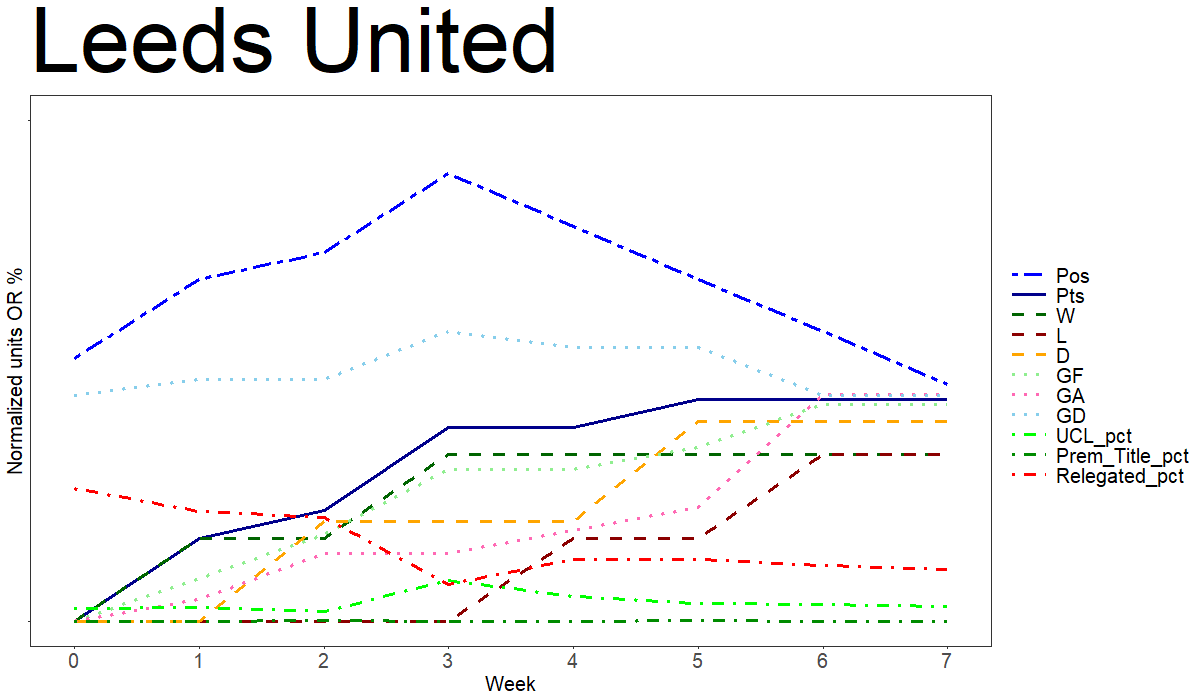 Leeds United
Normalized units OR %
0 1 2 3 4 5 6 7
Week
Pos
Pts
W
L
D
GF
GA
GD
UCL_pct
Prem_Title_pct
Relegated_pct